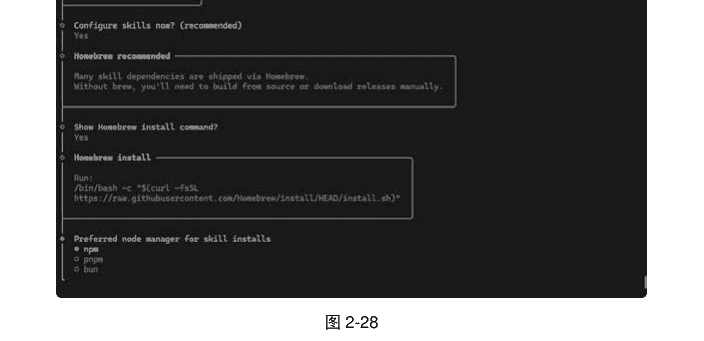 Configure skills now? (recommended)
Yes
Homebrew recommended
Many skill dependencies are shipped via Homebrew.
Without brew, you'll need to build from source or download releases manually.
Show Homebrew install command?
Yes
Homebrew install
Run:
/bin/bash -c "$(curl -fsSL
https://raw.githubusercontent.com/Homebrew/install/HEAD/install.sh)"
Preferred node manager for skill installs
npm
pnpm
bun
图 2-28